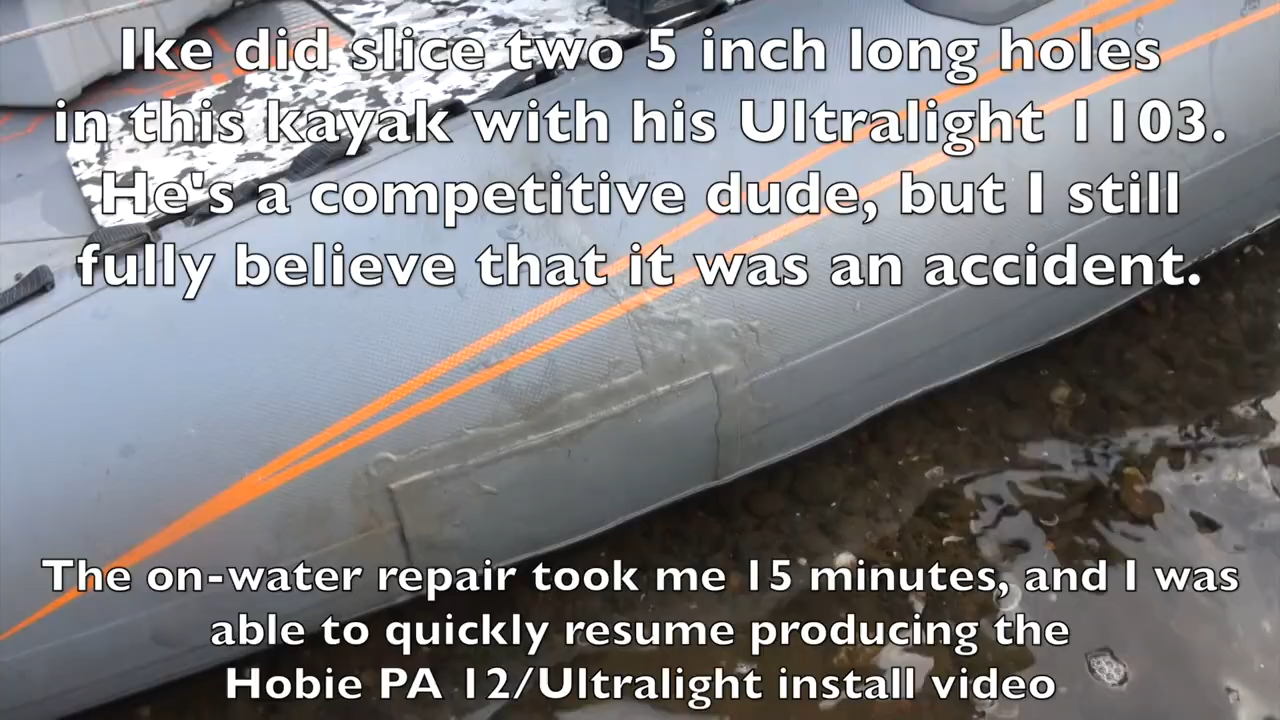 Ike did slice two 5 inch long holes
in this kayak with his Ultralight 1103.
He's a competitive dude, but I still
fully believe that it was an accident.
The on-water repair took me 15 minutes, and I was
able to quickly resume producing the
Hobie PA 12/Ultralight install video